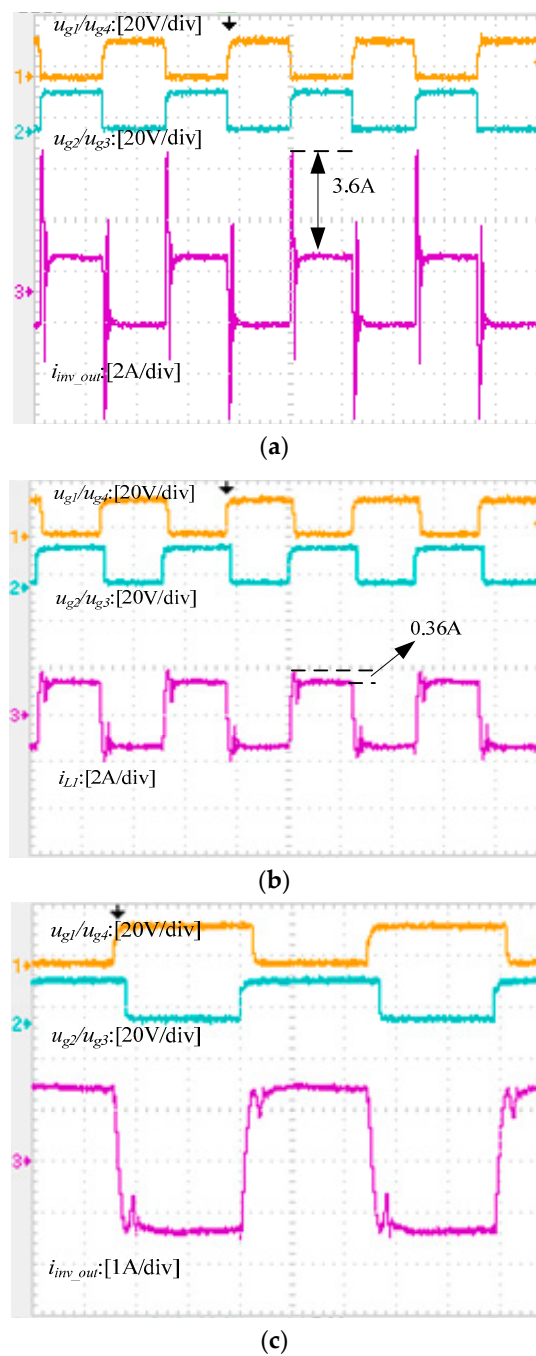 u_g1/u_g4:[20V/div]
1
2
u_g2/u_g3:[20V/div]
3.6A
3
i_inv_out:[2A/div]
(a)
u_g1/u_g4:[20V/div]
1
2
u_g2/u_g3:[20V/div]
0.36A
3
i_L1:[2A/div]
(b)
u_g1/u_g4:[20V/div]
1
2
u_g2/u_g3:[20V/div]
3
i_inv_out:[1A/div]
(c)